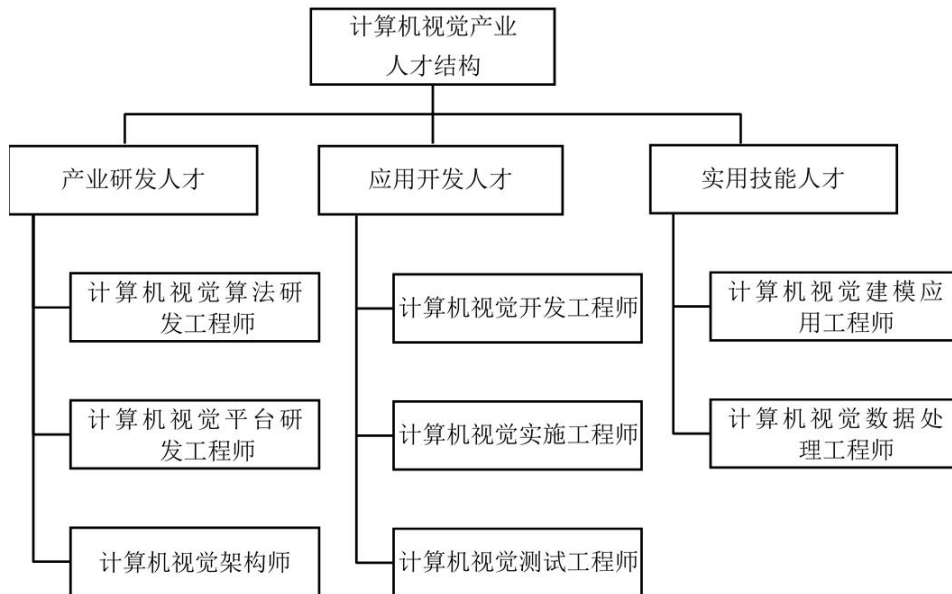 计算机视觉产业
人才结构
产业研发人才
应用开发人才
实用技能人才
计算机视觉算法研
发工程师
计算机视觉平台研
发工程师
计算机视觉架构师
计算机视觉开发工程师
计算机视觉实施工程师
计算机视觉测试工程师
计算机视觉建模应
用工程师
计算机视觉数据处
理工程师